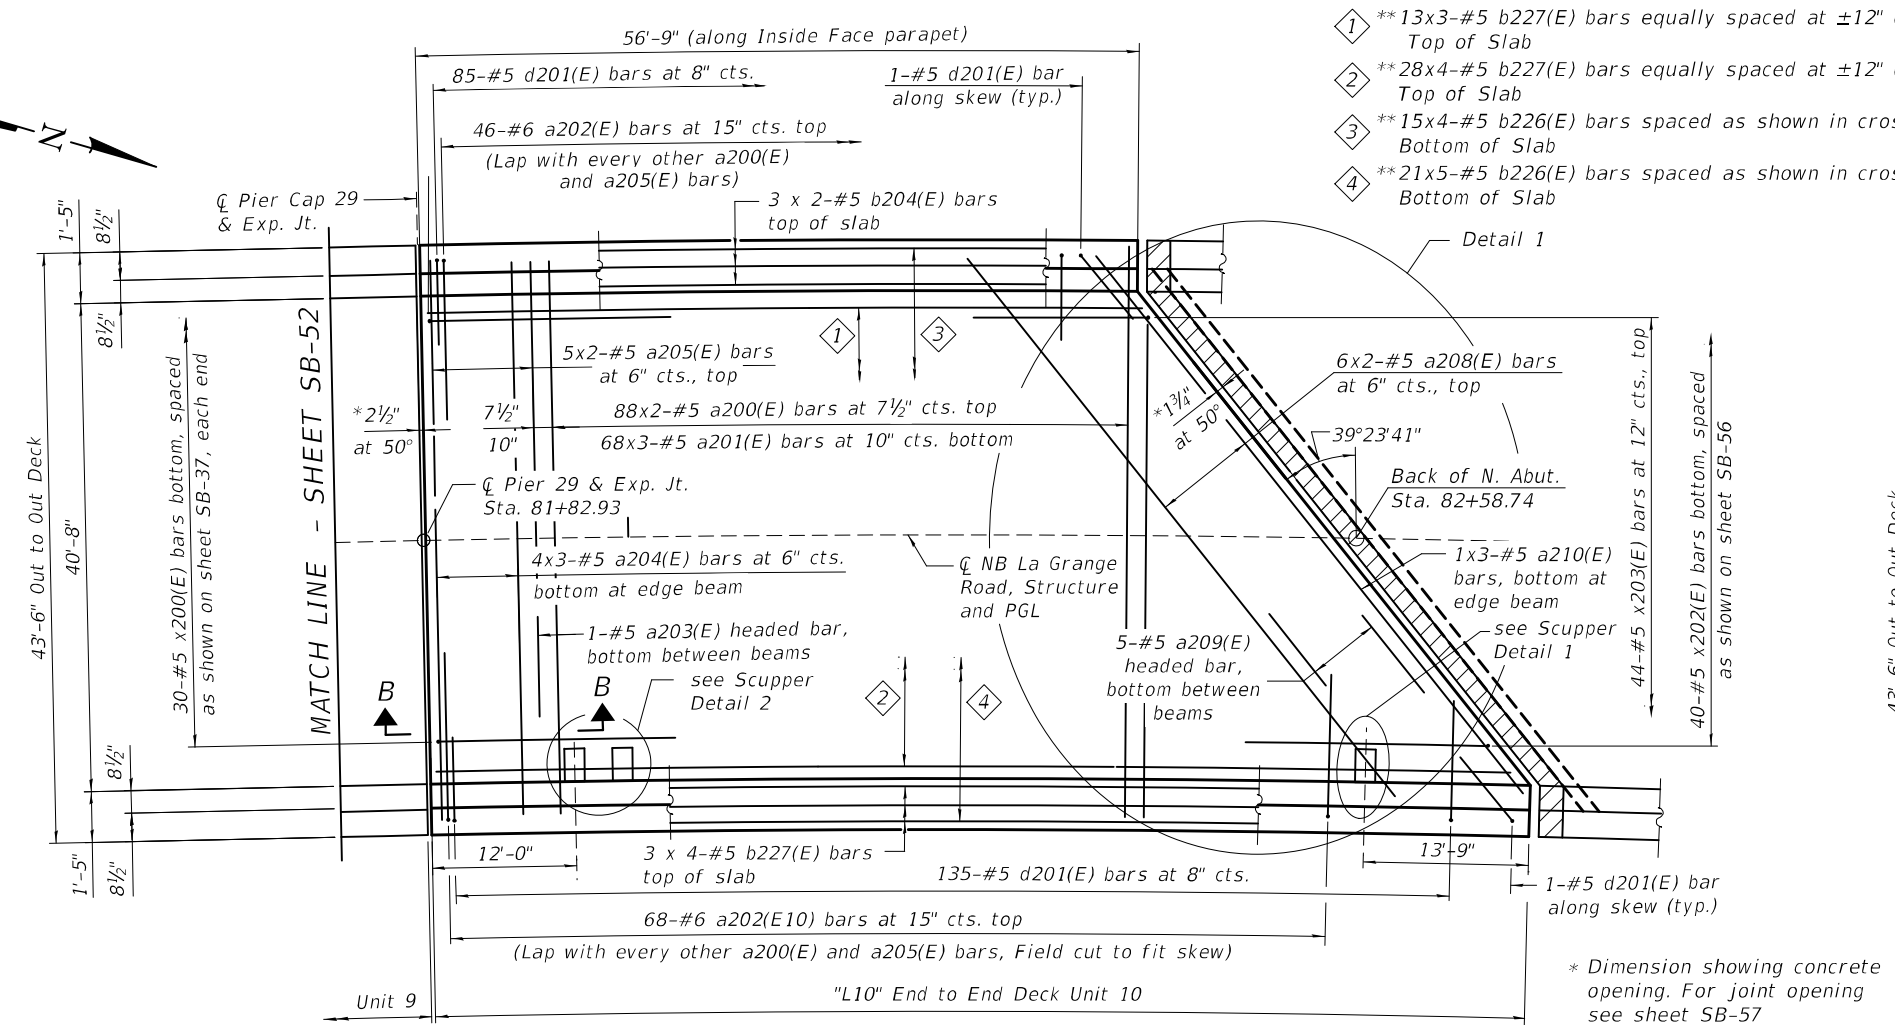 56'-9" (along Inside Face parapet)
85-#5 d201(E) bars at 8" cts.
1-#5 d201(E) bar
along skew (typ.)
46-#6 a202(E) bars at 15" cts. top
(Lap with every other a200(E)
and a205(E) bars)
1 **13x3-#5 b227(E) bars equally spaced at ±12"
Top of Slab
2 **28x4-#5 b227(E) bars equally spaced at ±12"
Top of Slab
3 **15x4-#5 b226(E) bars spaced as shown in
Bottom of Slab
4 **21x5-#5 b226(E) bars spaced as shown in
Bottom of Slab
N
℄ Pier Cap 29
& Exp. Jt.
3 x 2-#5 b204(E) bars
top of slab
Detail 1
1'-5"
8½"
8½"
43'-6" Out to Out Deck
40'-8"
30-#5 x200(E) bars bottom, spaced
as shown on sheet SB-37, each end
MATCH LINE - SHEET SB-52
1
3
5x2-#5 a205(E) bars
at 6" cts., top
6x2-#5 a208(E) bars
at 6" cts., top
*2½"
at 50°
7½"
10"
88x2-#5 a200(E) bars at 7½" cts. top
68x3-#5 a201(E) bars at 10" cts. bottom
*1¾"
at 50°
39°23'41"
℄ Pier 29 & Exp. Jt.
Sta. 81+82.93
Back of N. Abut.
Sta. 82+58.74
44-#5 x203(E) bars at 12" cts., top
40-#5 x202(E) bars bottom, spaced
as shown on sheet SB-56
43'-6" Out to Out Deck
4x3-#5 a204(E) bars at 6" cts.
bottom at edge beam
℄ NB La Grange
Road, Structure
and PGL
1x3-#5 a210(E)
bars, bottom at
edge beam
1-#5 a203(E) headed bar,
bottom between beams
see Scupper
Detail 2
5-#5 a209(E)
headed bar,
bottom between
beams
see Scupper
Detail 1
B
B
2
4
8½"
1'-5"
8½"
12'-0"
3 x 4-#5 b227(E) bars
top of slab
135-#5 d201(E) bars at 8" cts.
13'-9"
1-#5 d201(E) bar
along skew (typ.)
68-#6 a202(E10) bars at 15" cts. top
(Lap with every other a200(E) and a205(E) bars, Field cut to fit skew)
Unit 9
"L10" End to End Deck Unit 10
* Dimension showing concrete
opening. For joint opening
see sheet SB-57